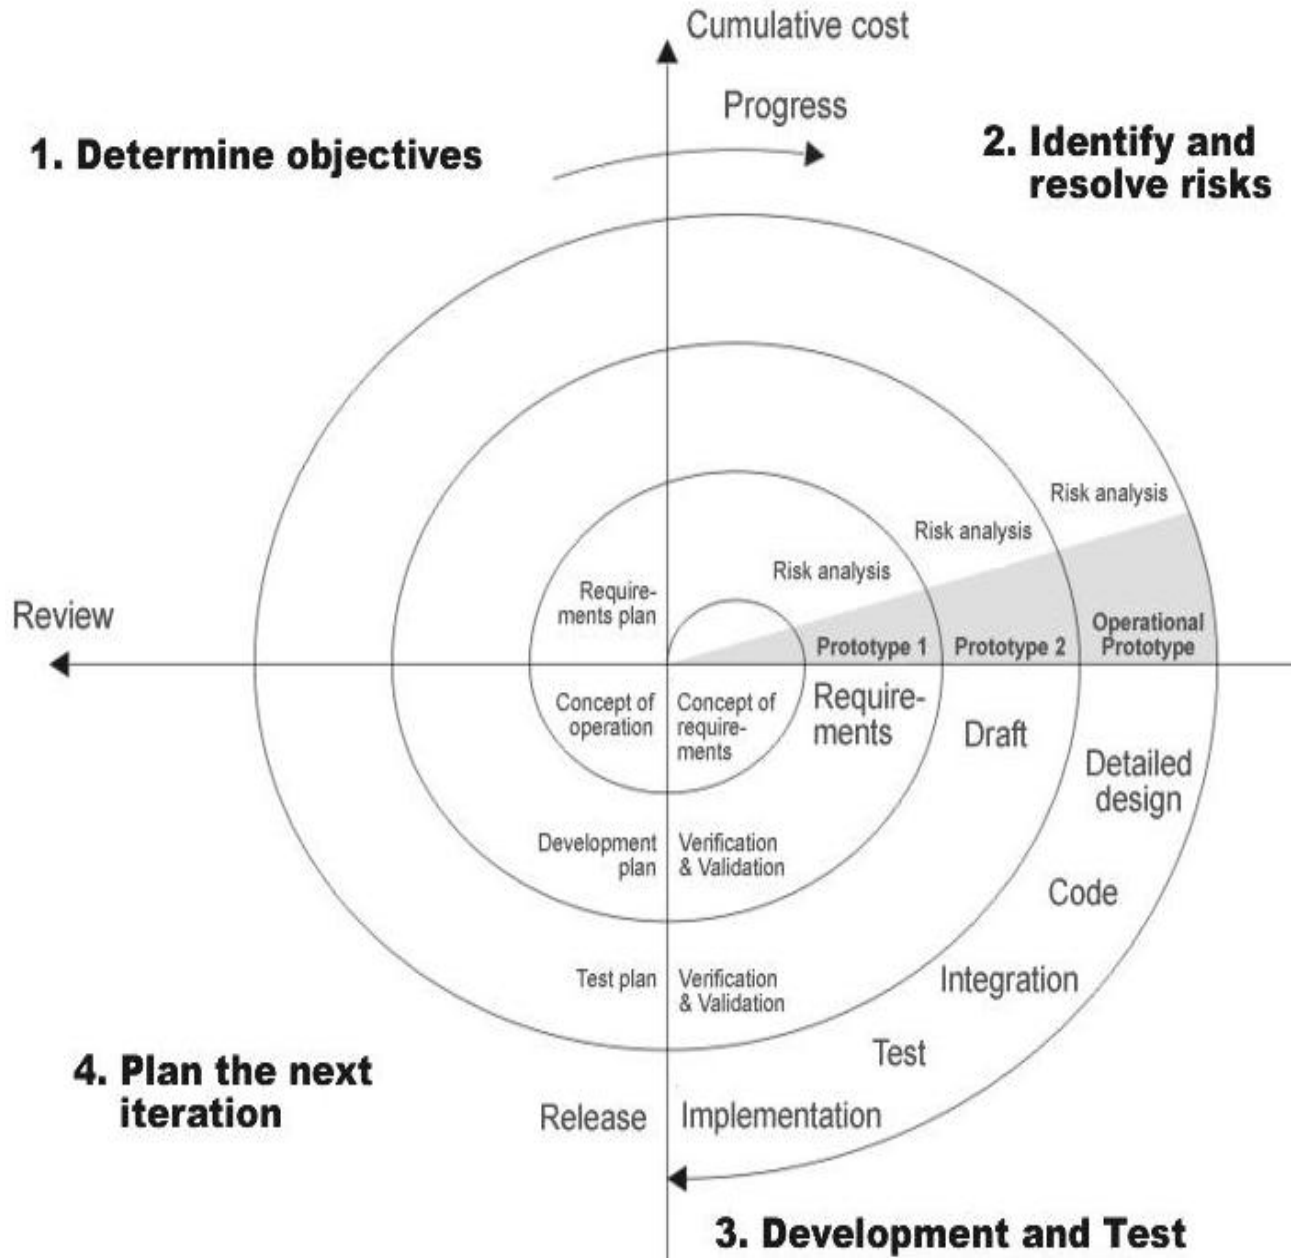 Cumulative cost
Progress
1. Determine objectives
2. Identify and
resolve risks
Risk analysis
Risk analysis
Risk analysis
Require-
ments plan
Review
Operational
Prototype
Prototype 1
Prototype 2
Concept of
operation
Concept of
require-
ments
Require-
ments
Draft
Detailed
design
Development
plan
Verification
& Validation
Code
Test plan
Verification
& Validation
Integration
Test
4. Plan the next
iteration
Release
Implementation
3. Development and Test